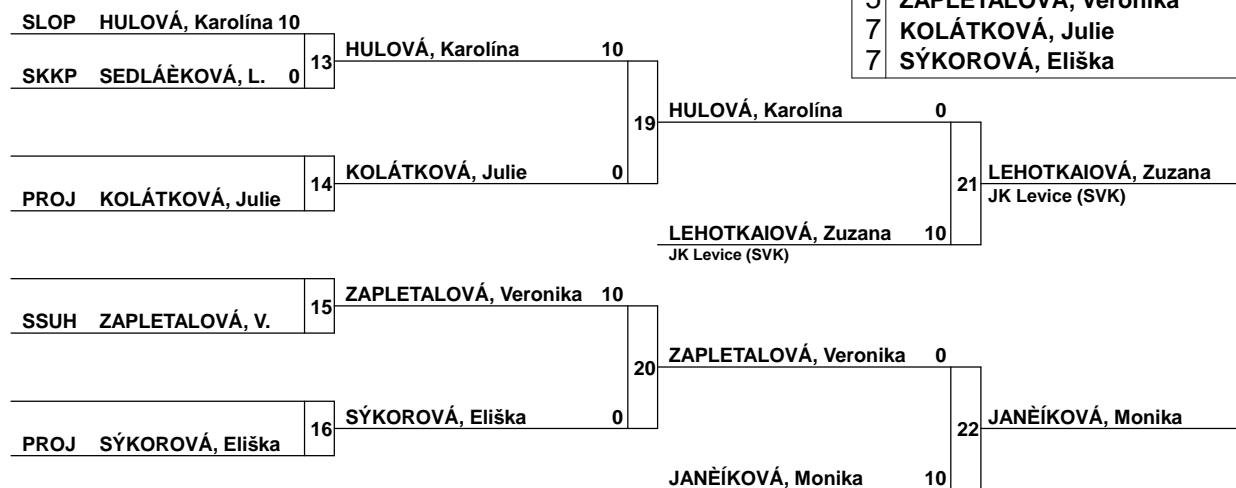 5 ZAPLETALOVÁ, Veronika
7 KOLÁTKOVÁ, Julie
7 SÝKOROVÁ, Eliška
SLOP HULOVÁ, Karolína 10
13 HULOVÁ, Karolína 10
SKKP SEDLÁÈKOVÁ, L. 0
19 HULOVÁ, Karolína 0
14 KOLÁTKOVÁ, Julie 0
PROJ KOLÁTKOVÁ, Julie
21 LEHOTKAIOVÁ, Zuzana
JK Levice (SVK)
LEHOTKAIOVÁ, Zuzana 10
JK Levice (SVK)
15 ZAPLETALOVÁ, Veronika 10
SSUH ZAPLETALOVÁ, V.
20 ZAPLETALOVÁ, Veronika 0
16 SÝKOROVÁ, Eliška 0
PROJ SÝKOROVÁ, Eliška
22 JANÈÍKOVÁ, Monika
JANÈÍKOVÁ, Monika 10